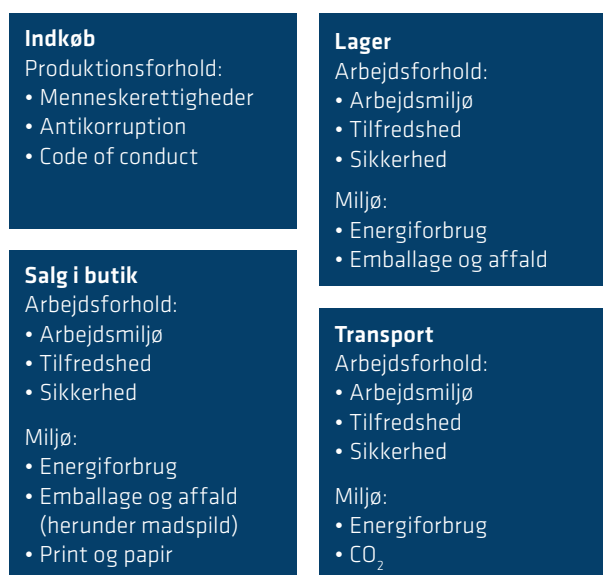 Indkøb
Produktionsforhold:
• Menneskerettigheder
• Antikorruption
• Code of conduct
Lager
Arbejdsforhold:
• Arbejdsmiljø
• Tilfredshed
• Sikkerhed
Miljø:
• Energiforbrug
• Emballage og affald
Salg i butik
Arbejdsforhold:
• Arbejdsmiljø
• Tilfredshed
• Sikkerhed
Miljø:
• Energiforbrug
• Emballage og affald
(herunder madspild)
• Print og papir
Transport
Arbejdsforhold:
• Arbejdsmiljø
• Tilfredshed
• Sikkerhed
Miljø:
• Energiforbrug
• CO₂